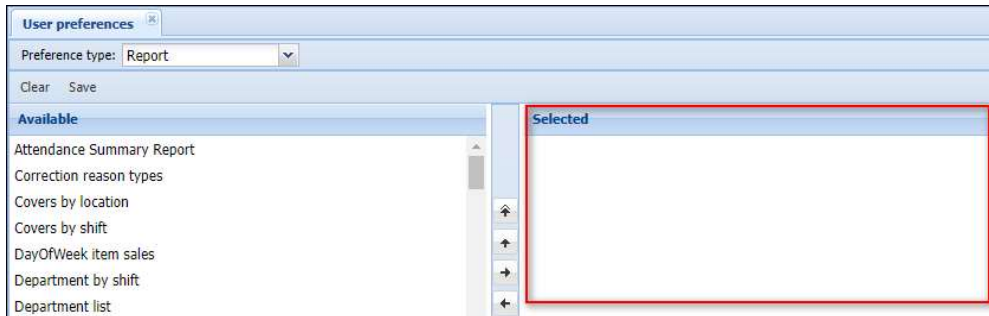 User preferences
Preference type: Report
Clear Save
Available
Selected
Attendance Summary Report
Correction reason types
Covers by location
Covers by shift
DayOfWeek item sales
Department by shift
Department list